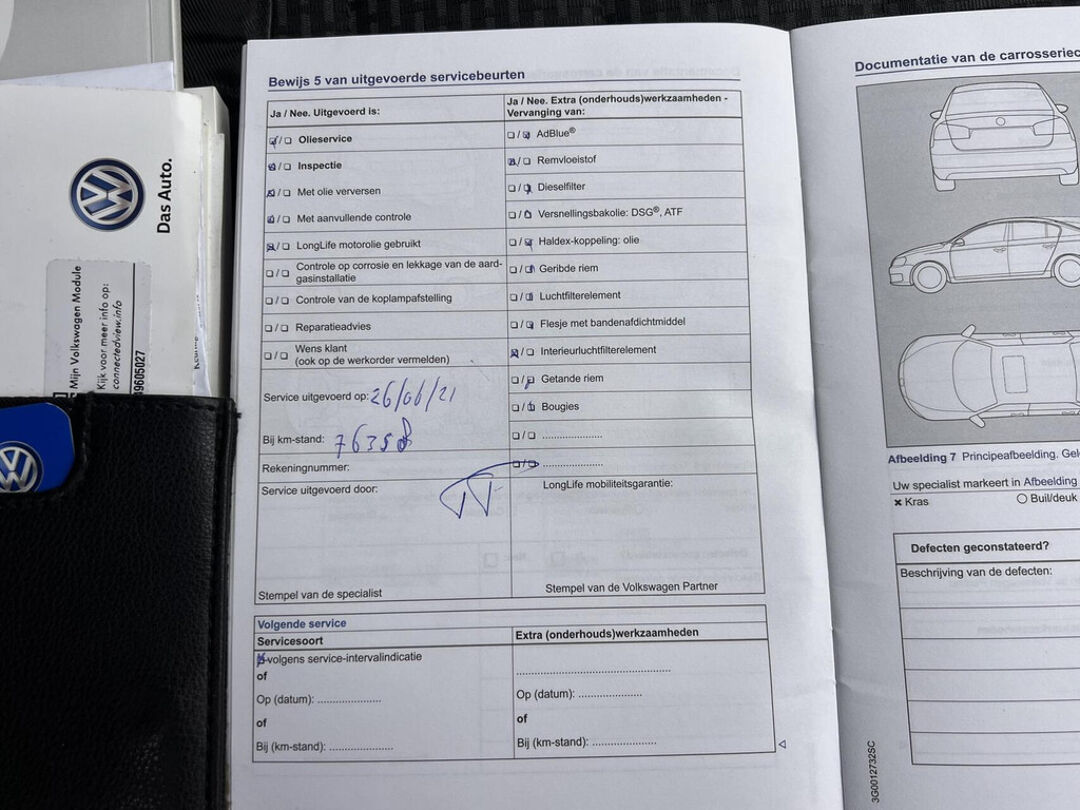 Bewijs 5 van uitgevoerde servicebeurten
Ja / Nee. Uitgevoerd is:
Ja / Nee. Extra (onderhouds)werkzaamheden -
Vervanging van:
Olieservice
AdBlue®
Inspectie
Remvloeistof
Met olie verversen
Dieselfilter
Met aanvullende controle
Versnellingsbakolie: DSG®, ATF
LongLife motorolie gebruikt
Haldex-koppeling: olie
Controle op corrosie en lekkage van de aard-
gasinstallatie
Geribde riem
Controle van de koplampafstelling
Luchtfilterelement
Reparatieadvies
Flesje met bandenafdichtmiddel
Wens klant
(ook op de werkorder vermelden)
Interieurluchtfilterelement
Getande riem
Service uitgevoerd op: 26/06/21
Bougies
Bij km-stand: 76358
Rekeningnummer:
Service uitgevoerd door:
LongLife mobiliteitsgarantie:
Stempel van de specialist
Stempel van de Volkswagen Partner
Volgende service
Servicesoort
Extra (onderhouds)werkzaamheden
volgens service-intervalindicatie
of
Op (datum): ..................
Op (datum): ..................
of
of
Bij (km-stand): ..................
Bij (km-stand): ..................
Documentatie van de carrosserie
Afbeelding 7 Principeafbeelding.
Uw specialist markeert in Afbeelding
Kras
Buil/deuk
Defecten geconstateerd?
Beschrijving van de defecten:
3G0012732SC
Das Auto.
Mijn Volkswagen Module
Kijk voor meer info op:
connectedview.info
9605027